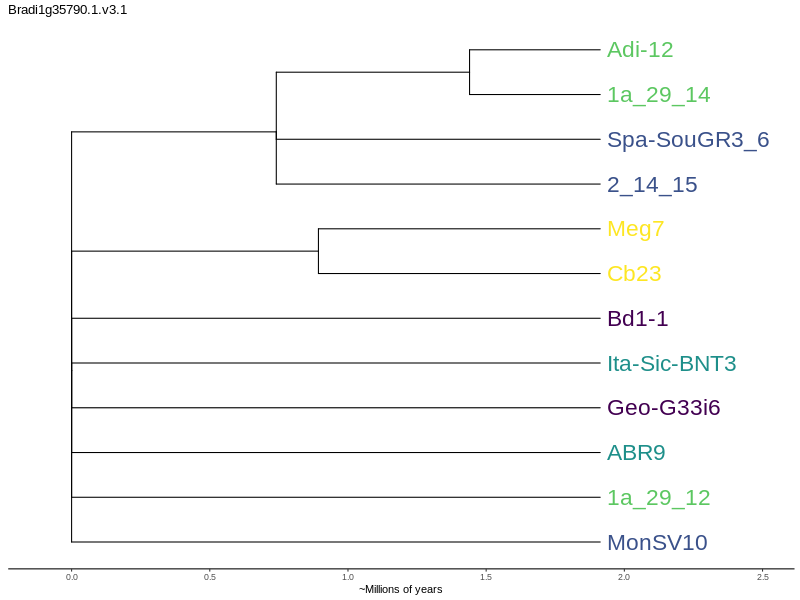 Bradi1g35790.1.v3.1
Adi-12
1a_29_14
Spa-SouGR3_6
2_14_15
Meg7
Cb23
Bd1-1
Ita-Sic-BNT3
Geo-G33i6
ABR9
1a_29_12
MonSV10
0.0 0.5 1.0 1.5 2.0 2.5
~Millions of years